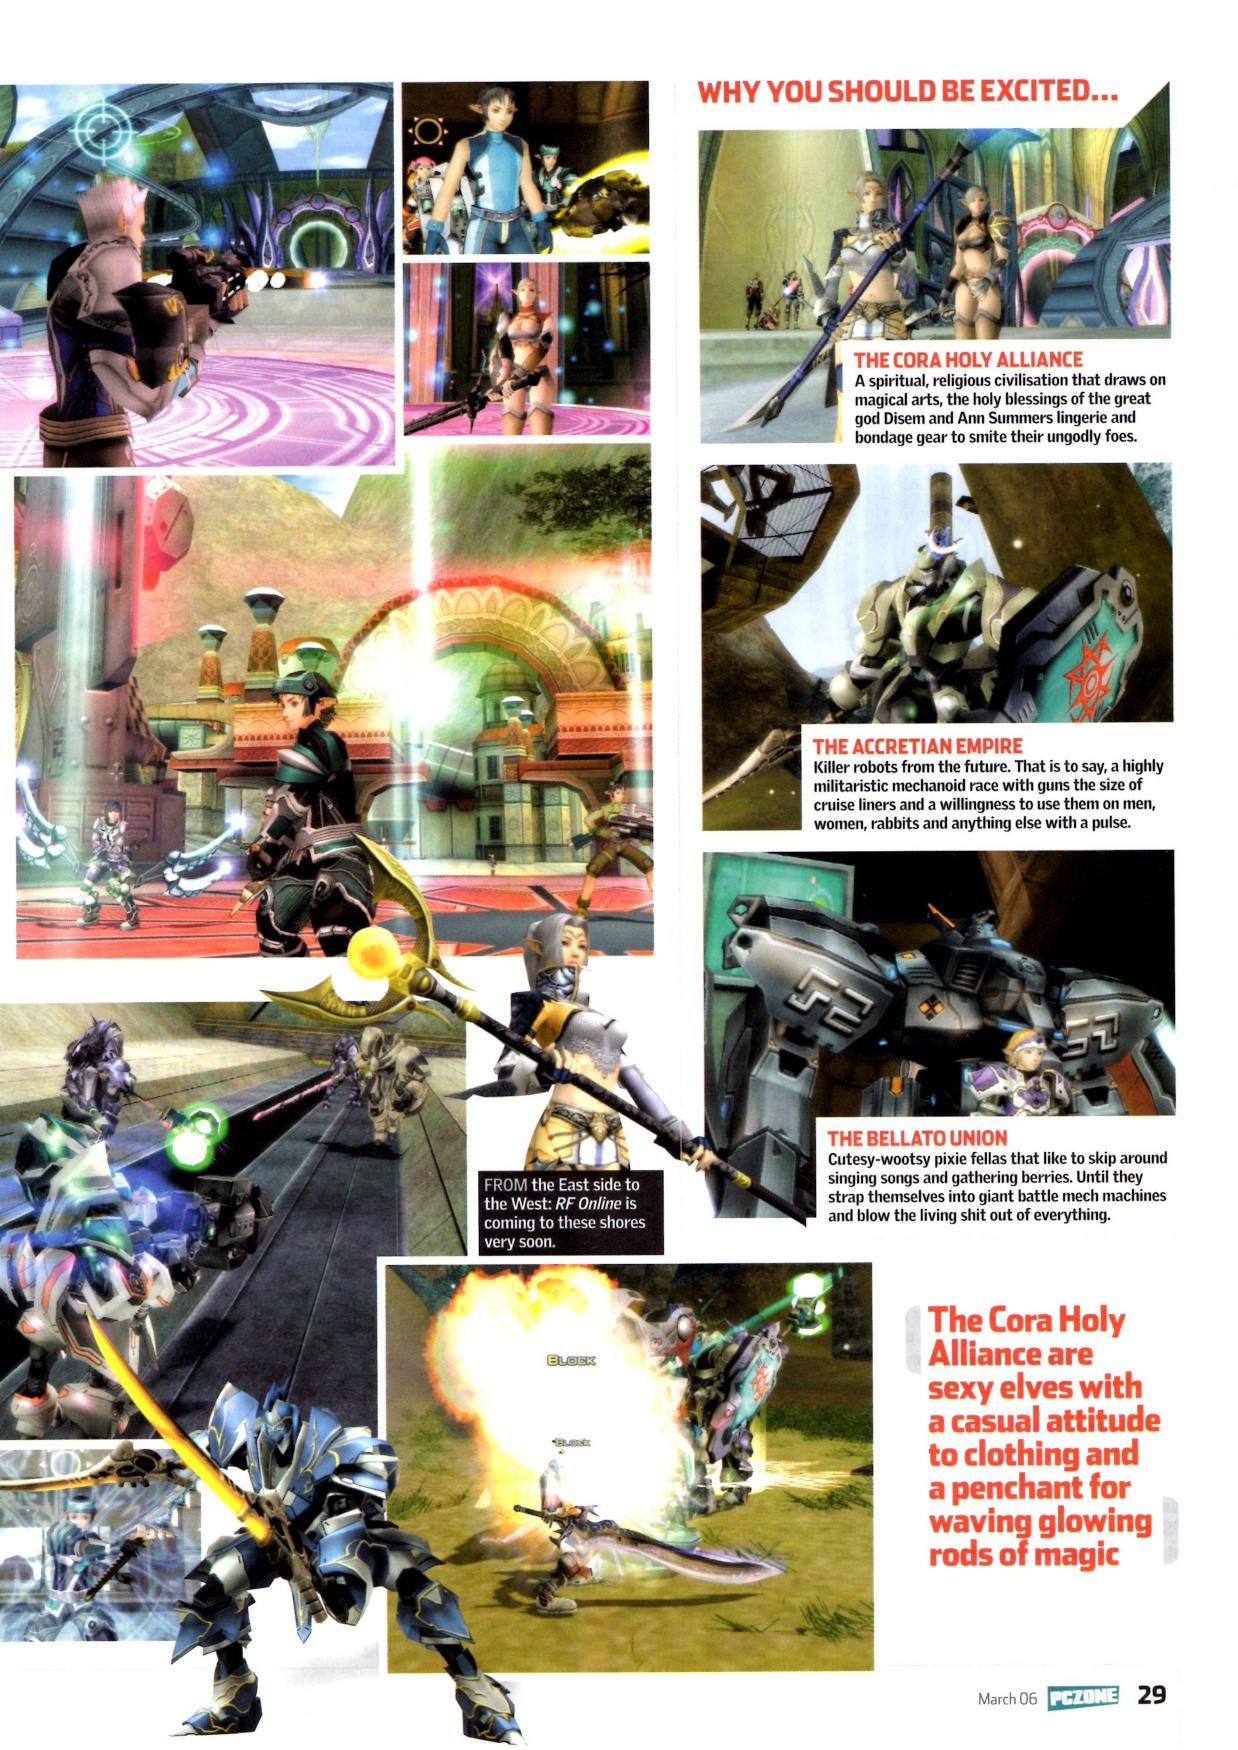 WHY YOU SHOULD BE EXCITED...
THE CORA HOLY ALLIANCE
A spiritual, religious civilisation that draws on
magical arts, the holy blessings of the great
god Disem and Ann Summers lingerie and
bondage gear to smite their ungodly foes.
THE ACCRETIAN EMPIRE
Killer robots from the future. That is to say, a highly
militaristic mechanoid race with guns the size of
cruise liners and a willingness to use them on men,
women, rabbits and anything else with a pulse.
THE BELLATO UNION
Cutesy-wootsy pixie fellas that like to skip around
singing songs and gathering berries. Until they
strap themselves into giant battle mech machines
and blow the living shit out of everything.
FROM the East side to
the West: RF Online is
coming to these shores
very soon.
BLOCK
BLOCK
The Cora Holy
Alliance are
sexy elves with
a casual attitude
to clothing and
a penchant for
waving glowing
rods of magic
March 06 PCZONE 29